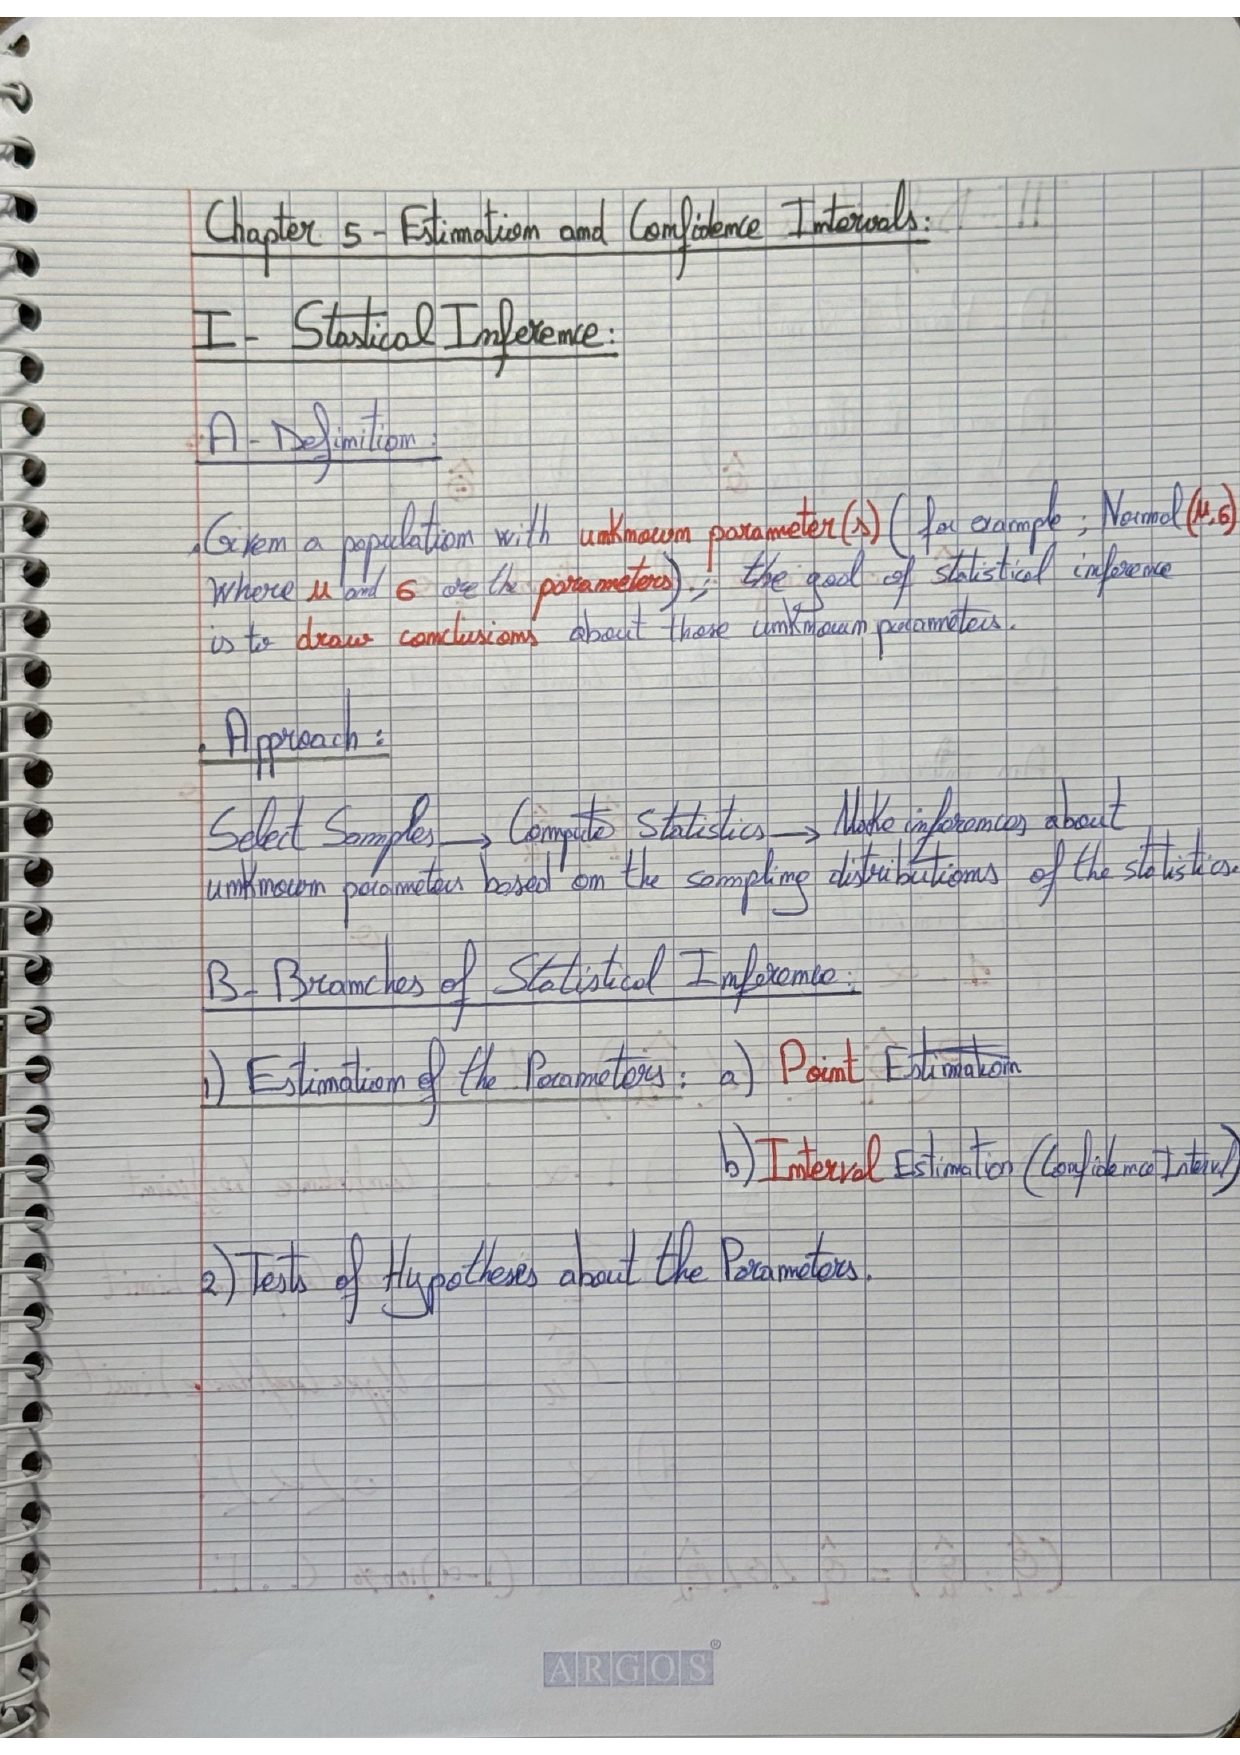 Chapter 5 - Estimation and Confidence Intervals:
I - Stastical Inference:
A - Definition:
Given a population with unknown parameter(s) (for example; Normal (μ, σ)
where μ and σ are the parameters); the goal of statistical inference
is to draw conclusions about those unknown parameters.
. Approach:
Select Samples → Compute Statistics → Make inferences about
unknown parameters based on the sampling distributions of the statistics.
B - Branches of Statistical Inference:
1) Estimation of the Parameters: a) Point Estimation
b) Interval Estimation (Confidence Interval)
2) Tests of Hypotheses about the Parameters.
ARGOS®